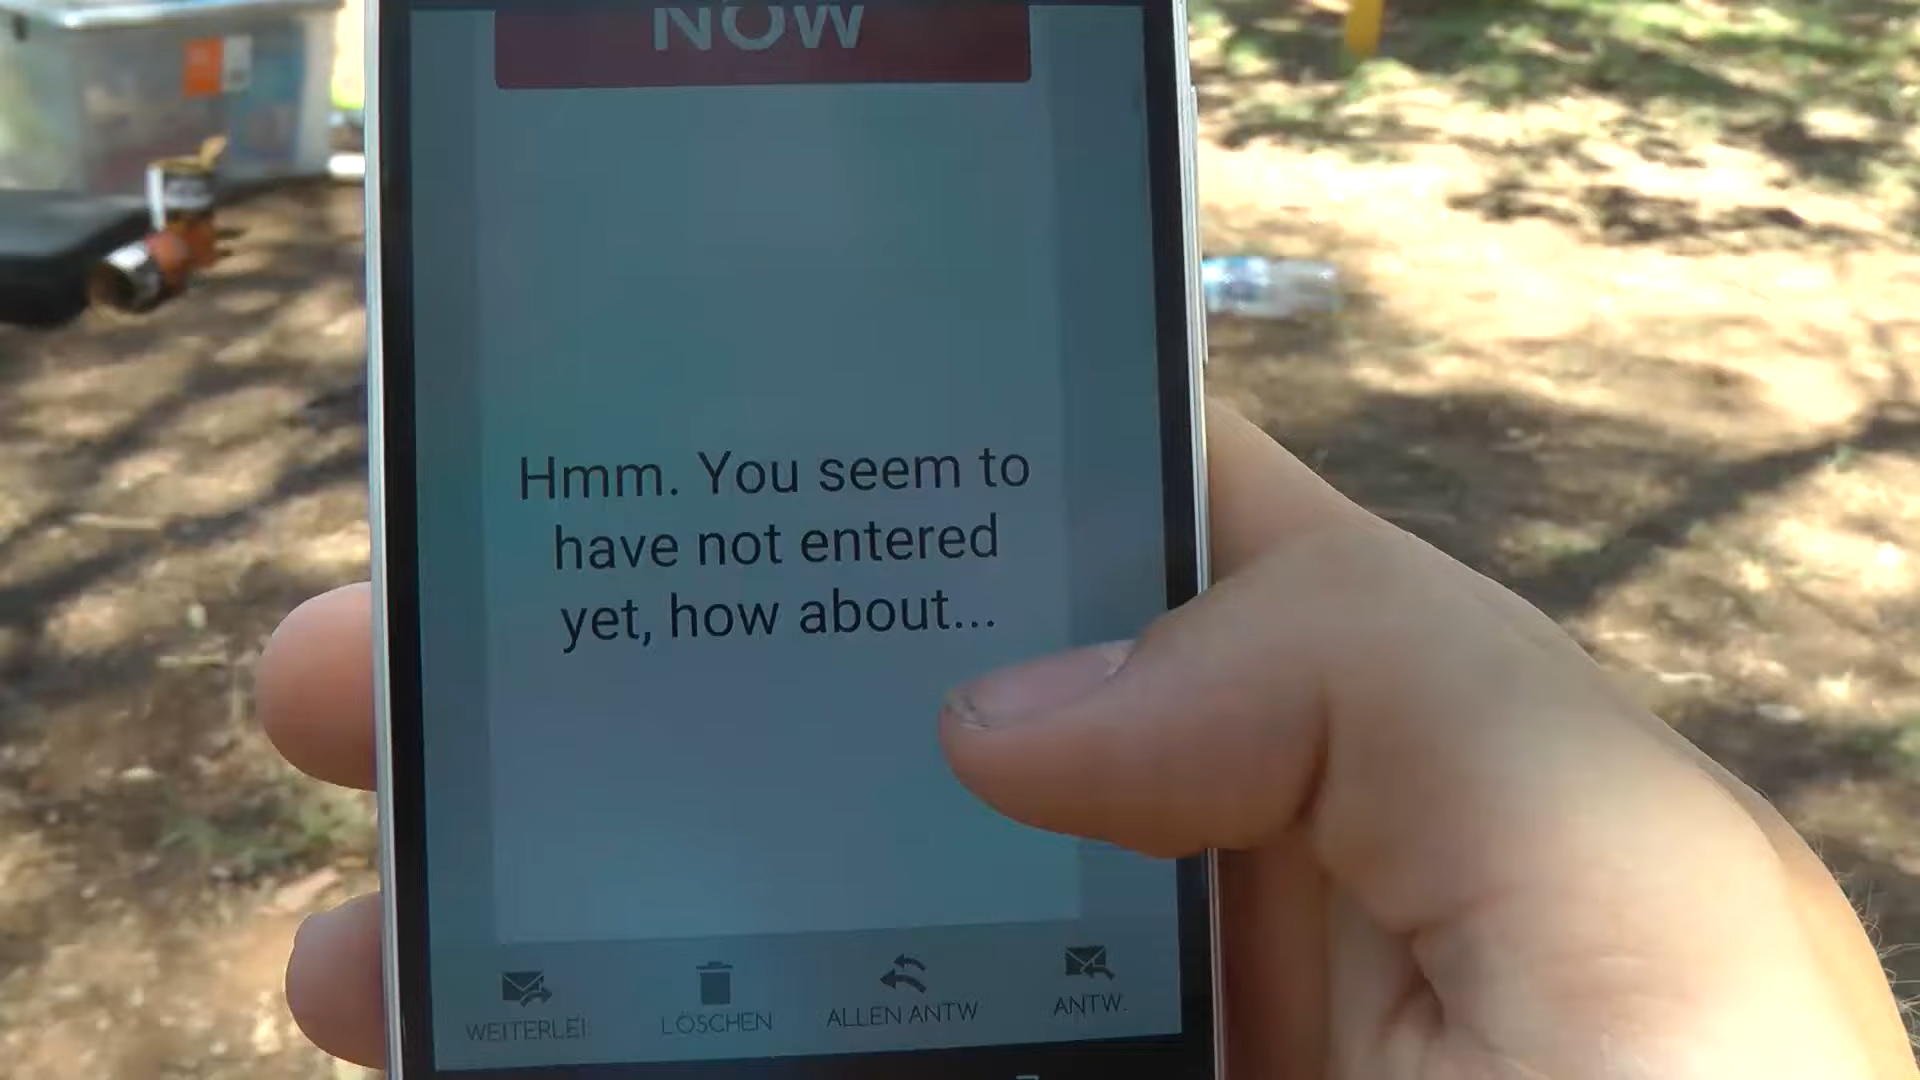 NOW
Hmm. You seem to
have not entered
yet, how about...
WEITERLEI
LÖSCHEN
ALLEN ANTW
ANTW.